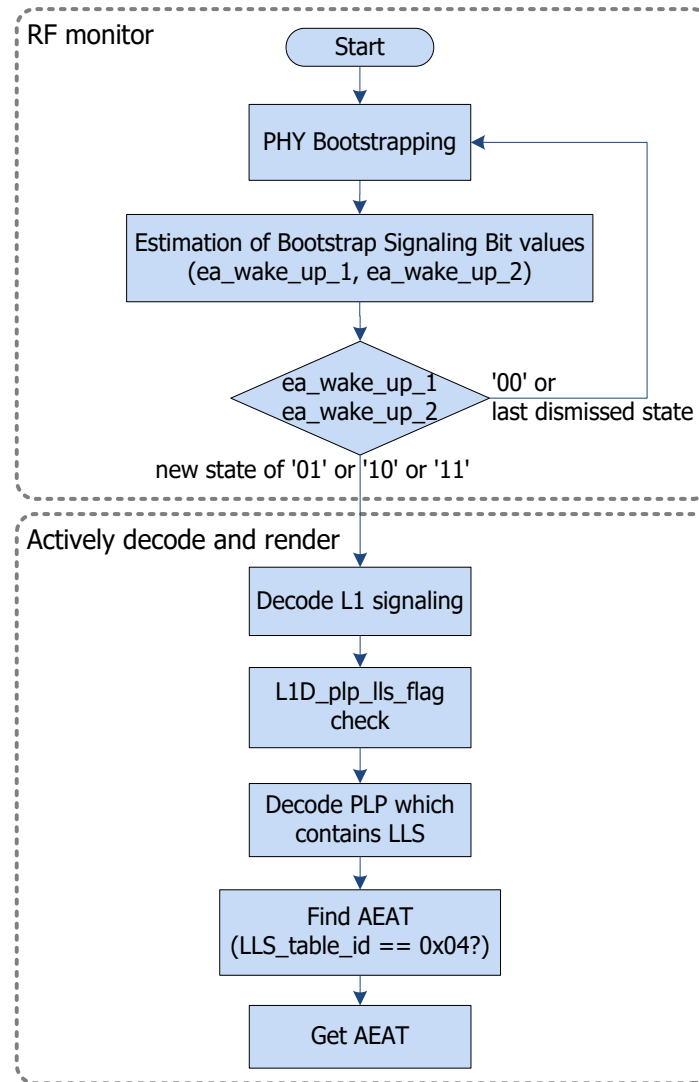 RF monitor
Start
PHY Bootstrapping
Estimation of Bootstrap Signaling Bit values
(ea_wake_up_1, ea_wake_up_2)
ea_wake_up_1
ea_wake_up_2
'00' or
last dismissed state
new state of '01' or '10' or '11'
Actively decode and render
Decode L1 signaling
L1D_plp_lls_flag
check
Decode PLP which
contains LLS
Find AEAT
(LLS_table_id == 0x04?)
Get AEAT